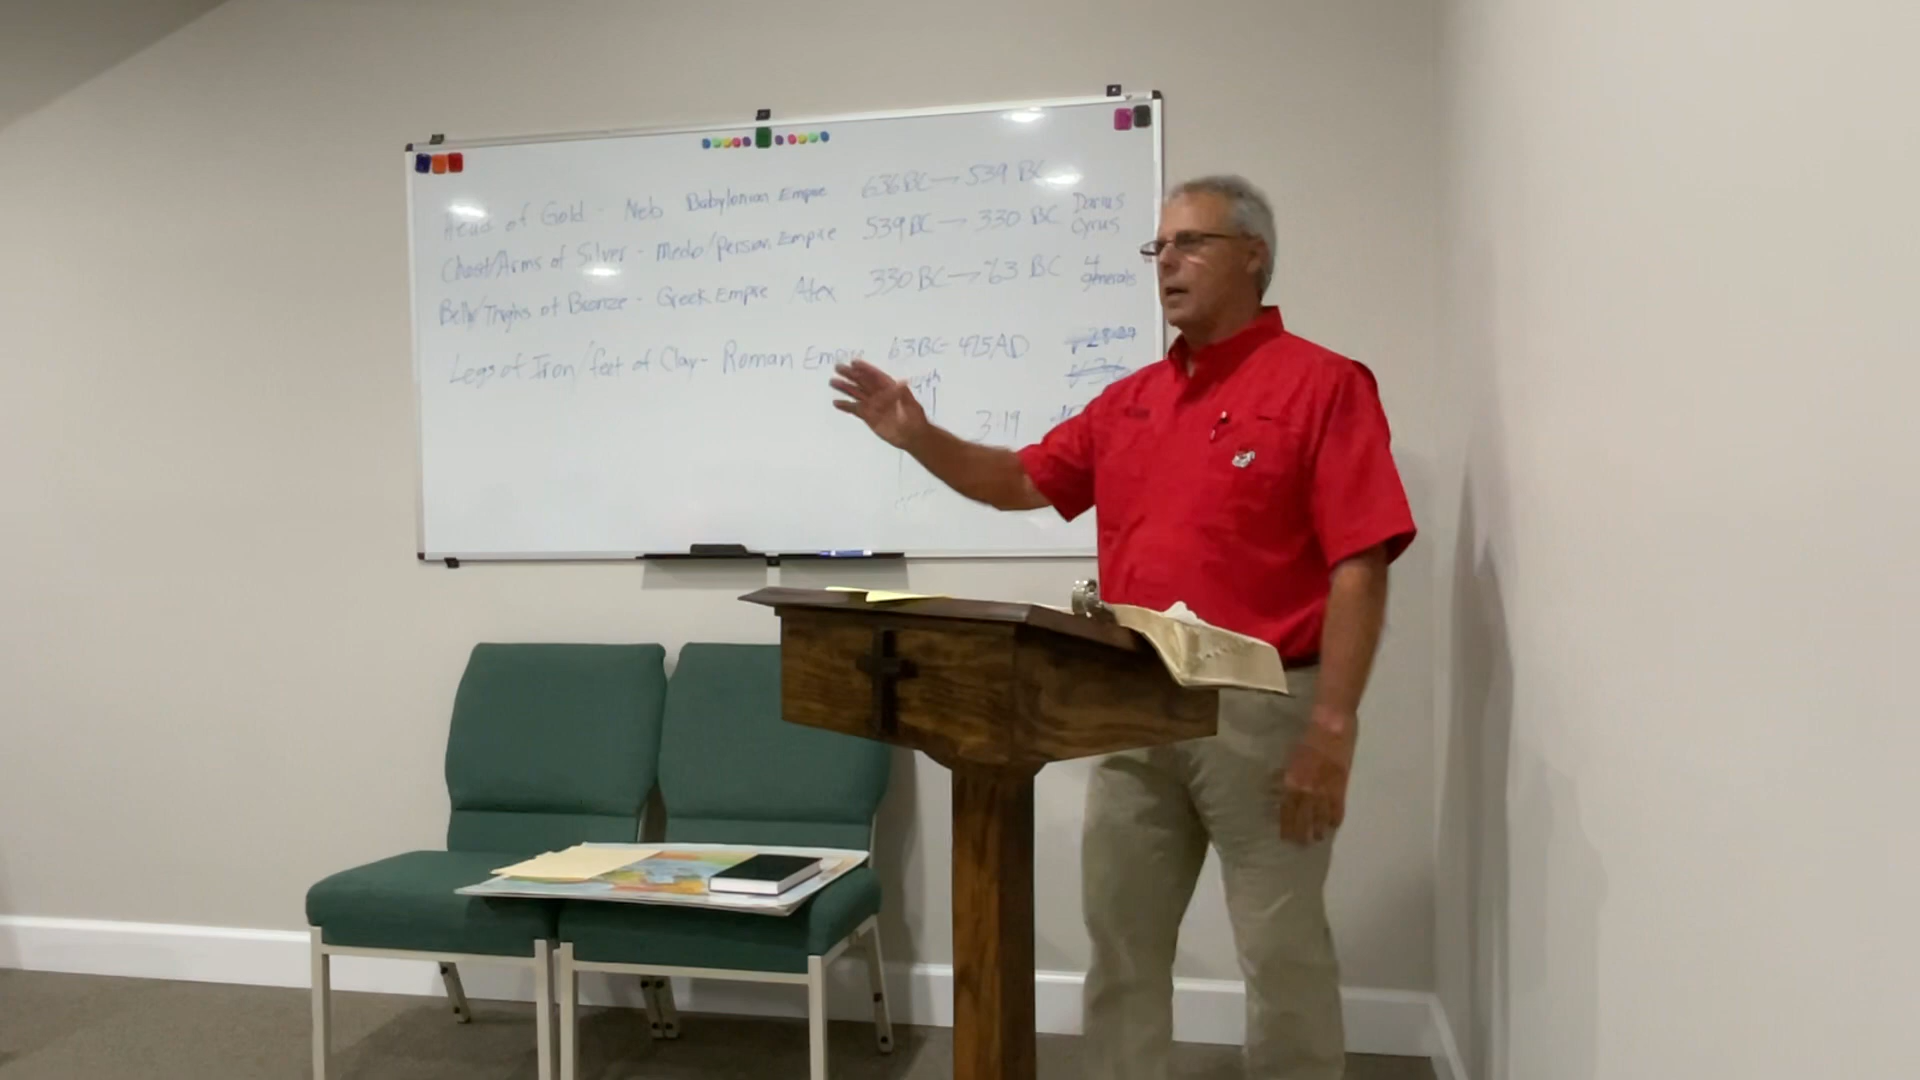 Head of Gold - Neb Babylonian Empire 636 BC → 539 BC
Chest/Arms of Silver - Medo/Persian Empire 539 BC → 330 BC Darius Cyrus
Belly/Thighs of Bronze - Greek Empire Alex 330 BC → 63 BC 4 generals
Legs of Iron/feet of Clay - Roman Empire 63 BC - 475 AD
3:19